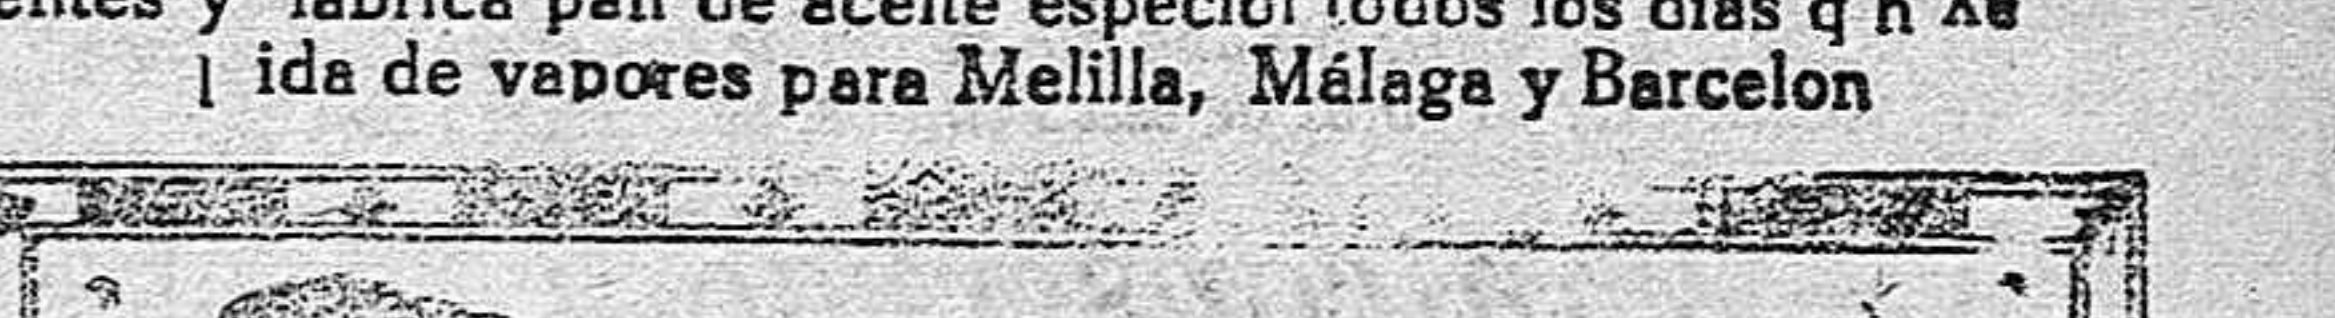 y fabrica pan de aceite especial todos los dias q h
ida de vapores para Melilla, Málaga y Barcelon